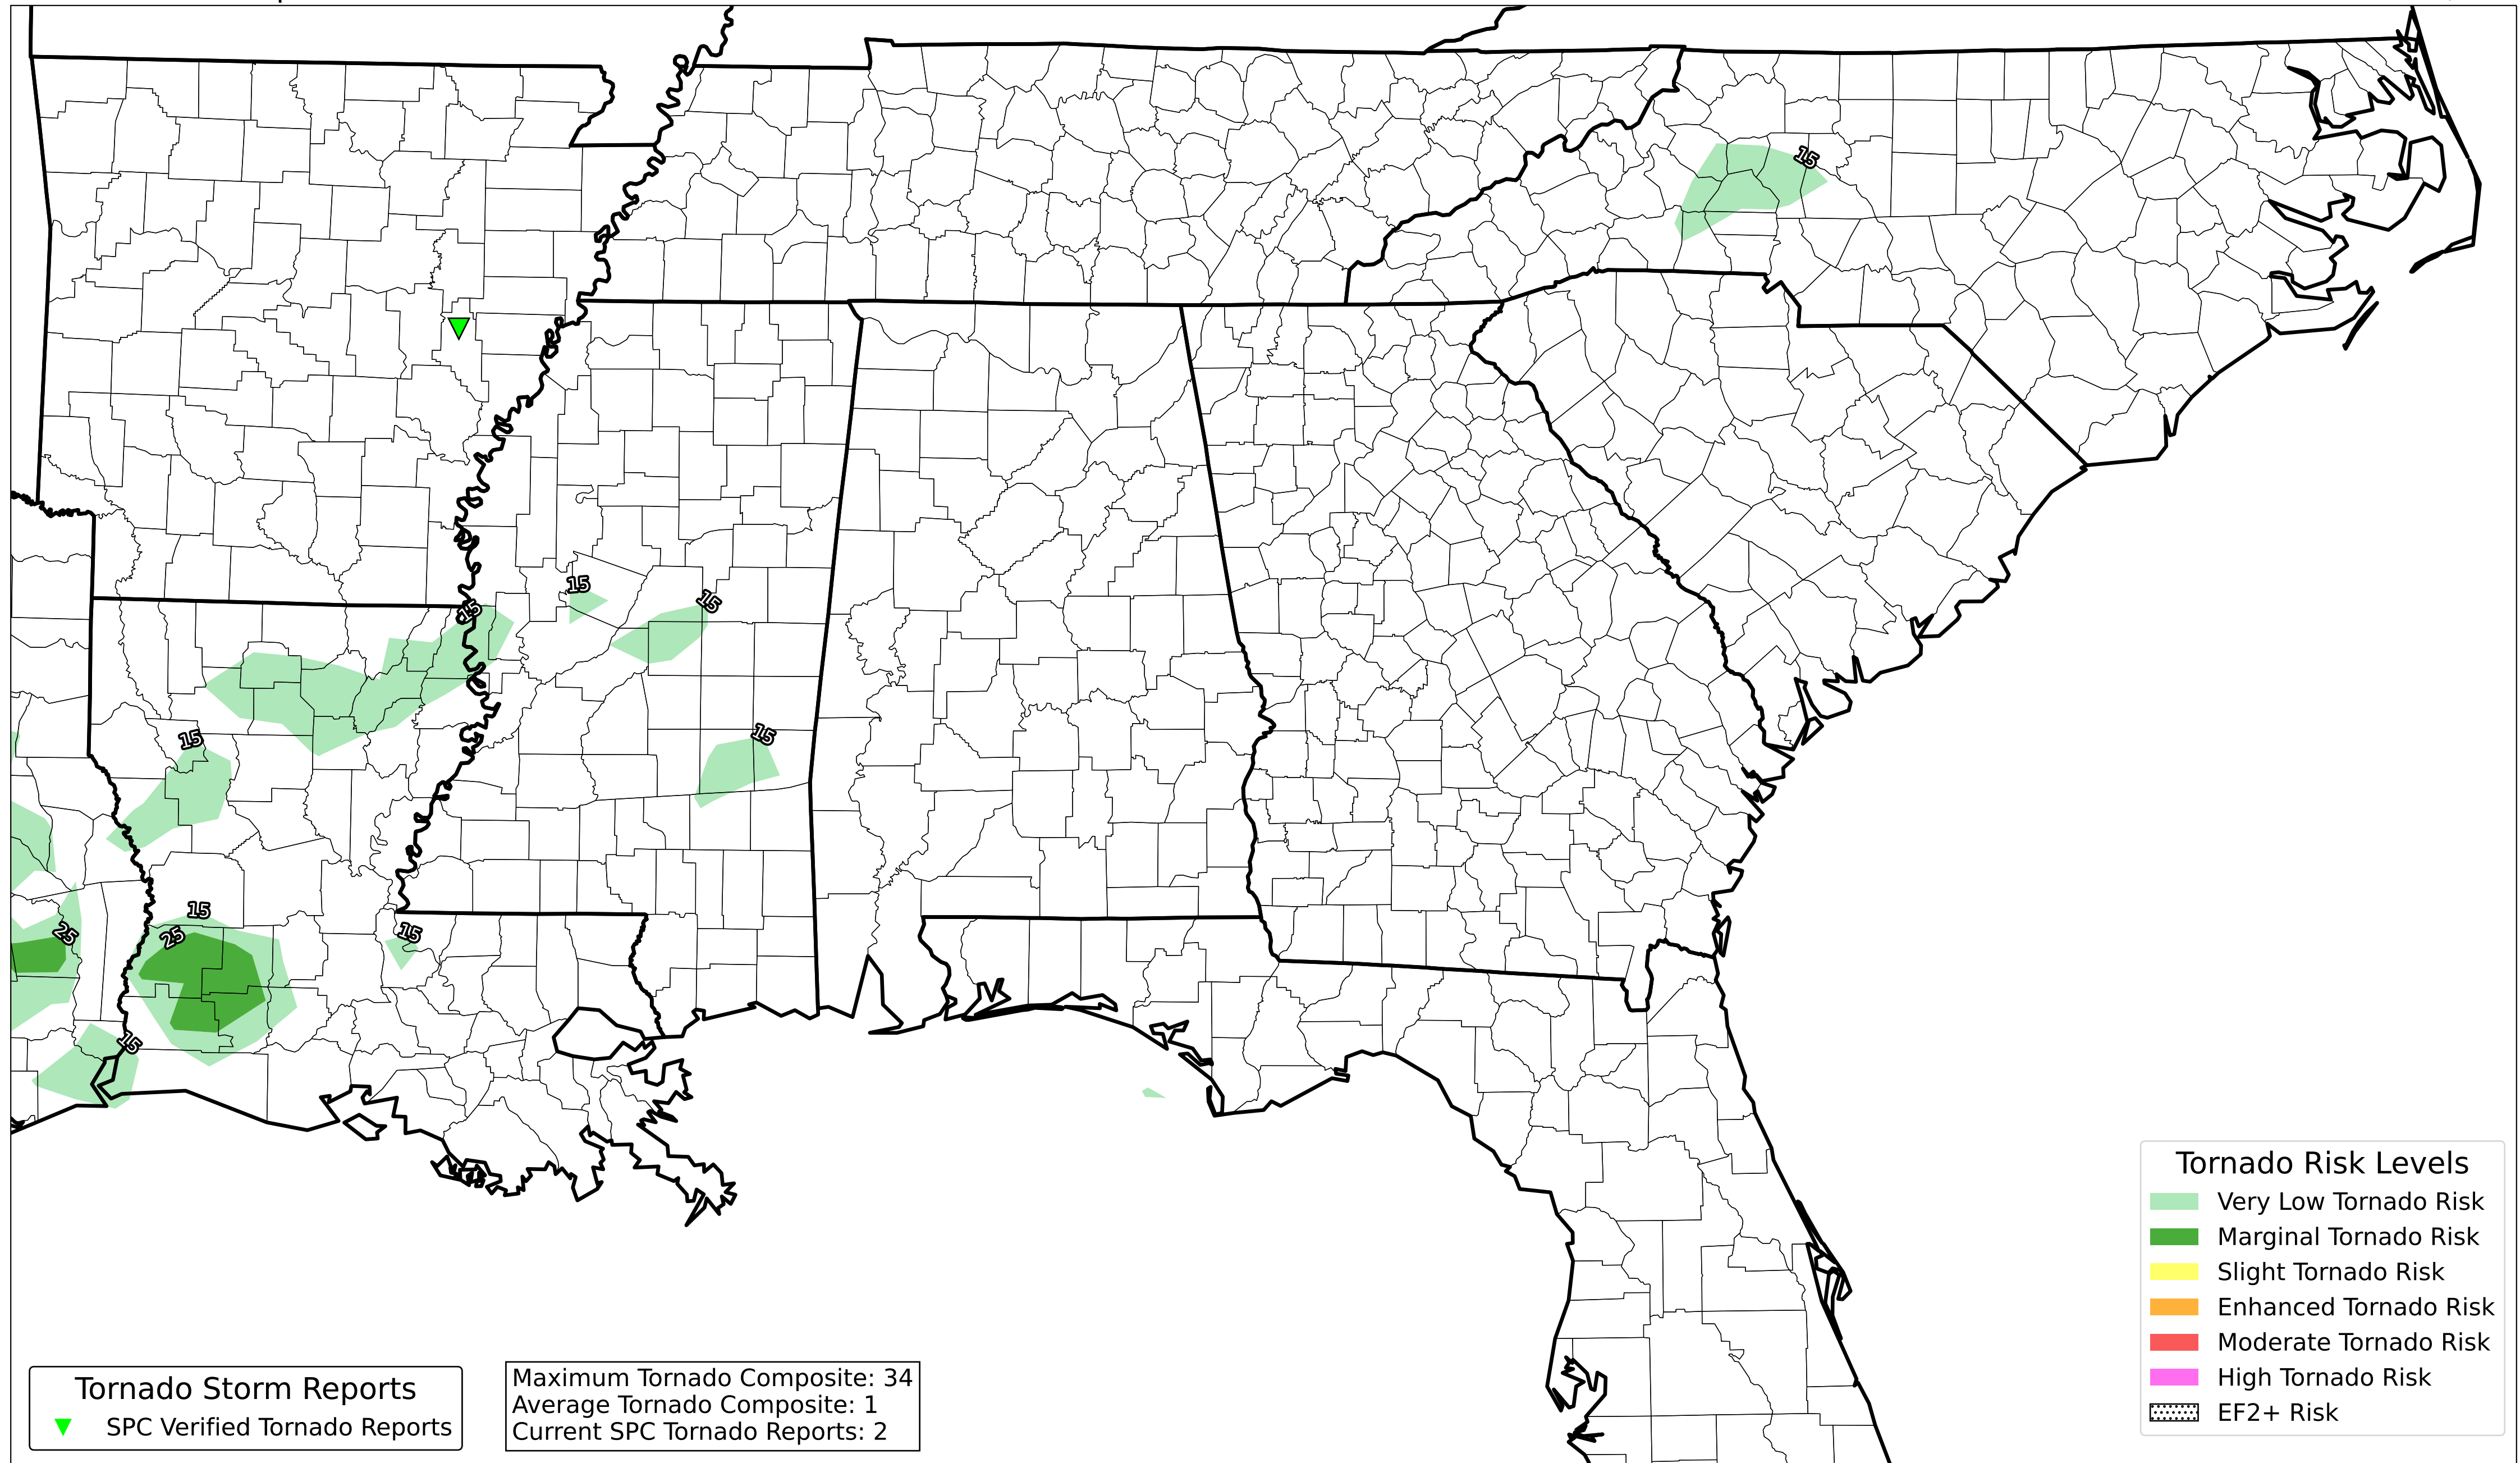 15
15
15
15
15
15
15
25
25
15
15
15
Tornado Risk Levels
Very Low Tornado Risk
Marginal Tornado Risk
Slight Tornado Risk
Enhanced Tornado Risk
Moderate Tornado Risk
High Tornado Risk
EF2+ Risk
Tornado Storm Reports
SPC Verified Tornado Reports
Maximum Tornado Composite: 34
Average Tornado Composite: 1
Current SPC Tornado Reports: 2